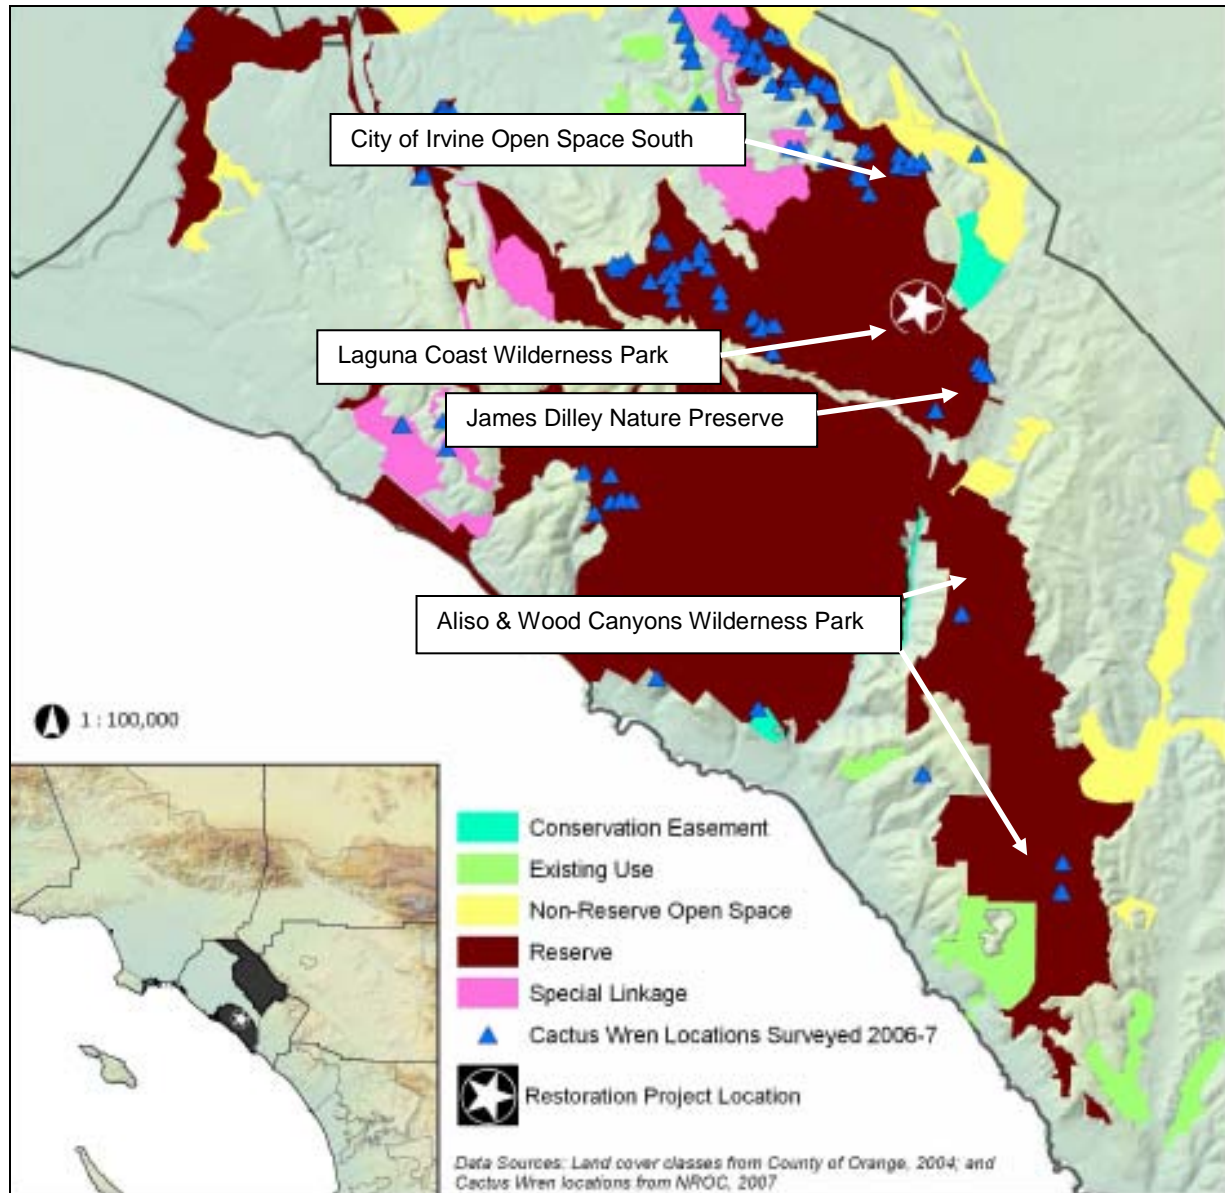 City of Irvine Open Space South
Laguna Coast Wilderness Park
James Dilley Nature Preserve
Aliso & Wood Canyons Wilderness Park
1 : 100,000
Conservation Easement
Existing Use
Non-Reserve Open Space
Reserve
Special Linkage
Cactus Wren Locations Surveyed 2006-7
Restoration Project Location
Data Sources: Land cover classes from County of Orange, 2004; and
Cactus Wren locations from NROC, 2007